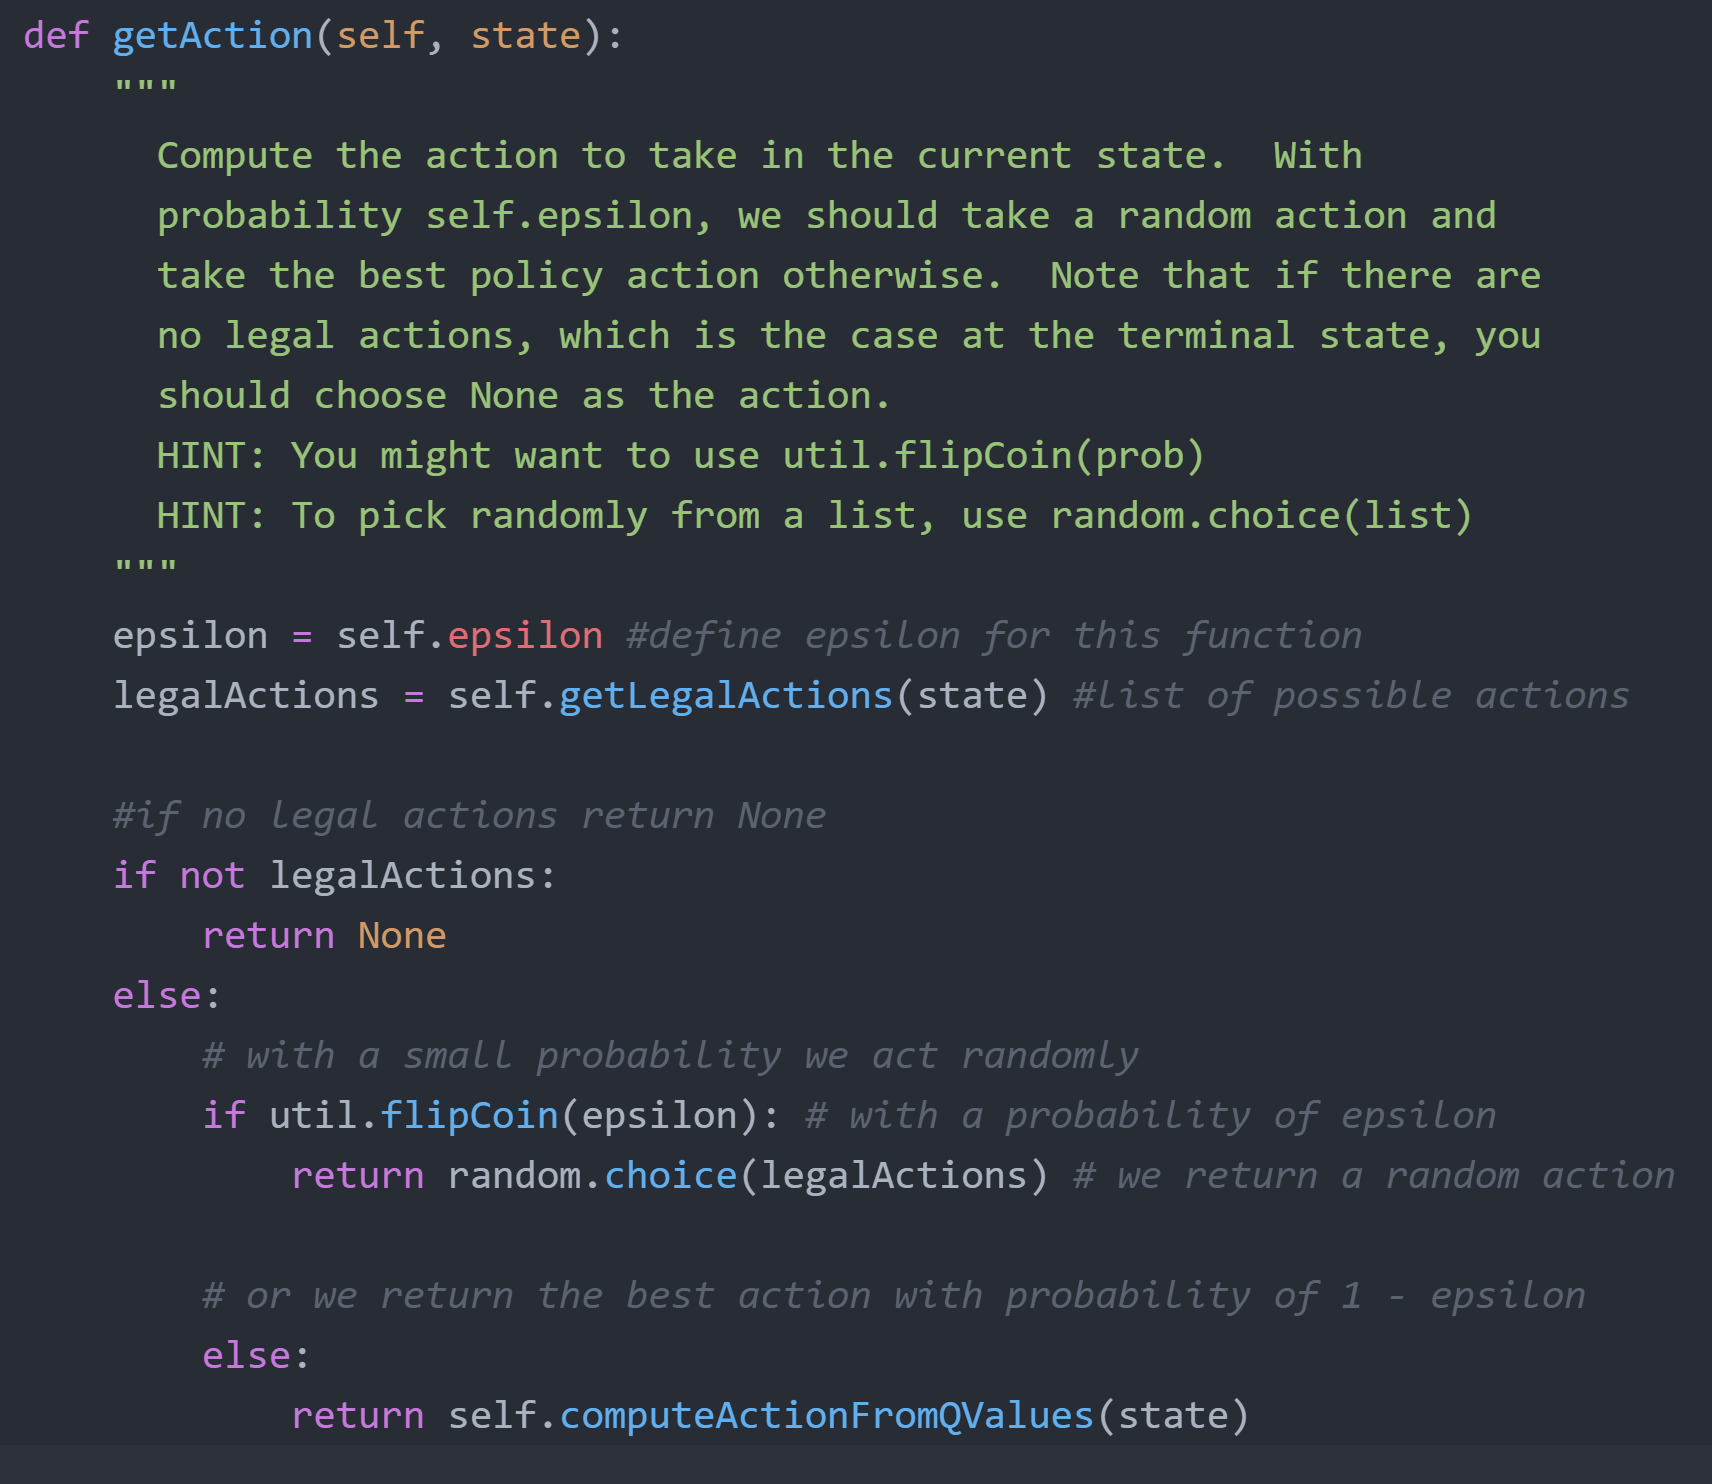 def getAction(self, state):
    """
      Compute the action to take in the current state.  With
      probability self.epsilon, we should take a random action and
      take the best policy action otherwise.  Note that if there are
      no legal actions, which is the case at the terminal state, you
      should choose None as the action.
      HINT: You might want to use util.flipCoin(prob)
      HINT: To pick randomly from a list, use random.choice(list)
    """
    epsilon = self.epsilon #define epsilon for this function
    legalActions = self.getLegalActions(state) #list of possible actions

    #if no legal actions return None
    if not legalActions:
        return None
    else:
        # with a small probability we act randomly
        if util.flipCoin(epsilon): # with a probability of epsilon
            return random.choice(legalActions) # we return a random action

        # or we return the best action with probability of 1 - epsilon
        else:
            return self.computeActionFromQValues(state)